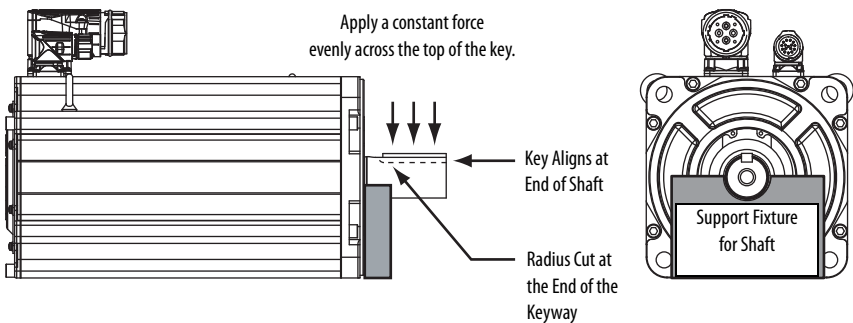 Apply a constant force
evenly across the top of the key.
Key Aligns at
End of Shaft
Radius Cut at
the End of the
Keyway
Support Fixture
for Shaft